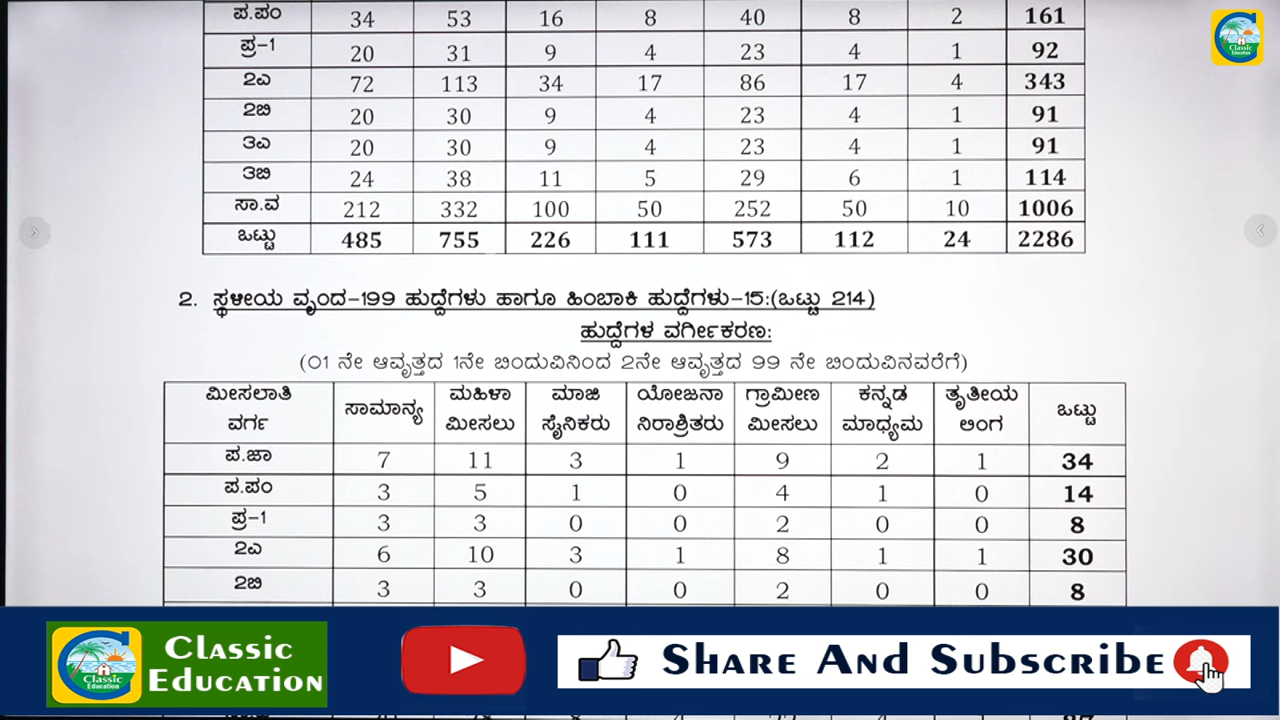 ಪ.ಪಂ 34 53 16 8 40 8 2 161
ಪ್ರ-1 20 31 9 4 23 4 1 92
2ಎ 72 113 34 17 86 17 4 343
2ಬಿ 20 30 9 4 23 4 1 91
3ಎ 20 30 9 4 23 4 1 91
3ಬಿ 24 38 11 5 29 6 1 114
ಸಾ.ವ 212 332 100 50 252 50 10 1006
ಒಟ್ಟು 485 755 226 111 573 112 24 2286
2. ಸ್ಥಳೀಯ ವೃಂದ-199 ಹುದ್ದೆಗಳು ಹಾಗೂ ಹಿಂಬಾಕಿ ಹುದ್ದೆಗಳು-15:(ಒಟ್ಟು 214)
ಹುದ್ದೆಗಳ ವರ್ಗೀಕರಣ:
(01 ನೇ ಆವೃತ್ತದ 1ನೇ ಬಿಂದುವಿನಿಂದ 2ನೇ ಆವೃತ್ತದ 99 ನೇ ಬಿಂದುವಿನವರೆಗೆ)
ಮೀಸಲಾತಿ ವರ್ಗ ಸಾಮಾನ್ಯ ಮಹಿಳಾ ಮೀಸಲು ಮಾಜಿ ಸೈನಿಕರು ಯೋಜನಾ ನಿರಾಶ್ರಿತರು ಗ್ರಾಮೀಣ ಮೀಸಲು ಕನ್ನಡ ಮಾಧ್ಯಮ ತೃತೀಯ ಲಿಂಗ ಒಟ್ಟು
ಪ.ಜಾ 7 11 3 1 9 2 1 34
ಪ.ಪಂ 3 5 1 0 4 1 0 14
ಪ್ರ-1 3 3 0 0 2 0 0 8
2ಎ 6 10 3 1 8 1 1 30
2ಬಿ 3 3 0 0 2 0 0 8
Classic Education
Classic
Education
Classic
Education
Share And Subscribe